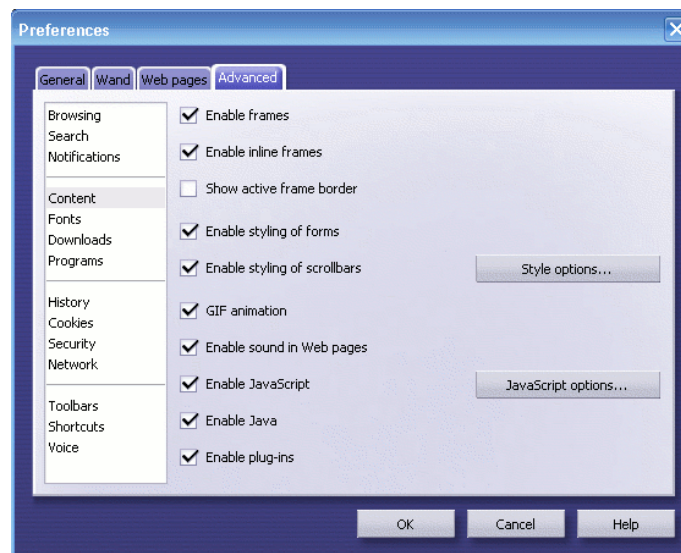 Preferences
General Wand Web pages Advanced
Browsing
Search
Notifications
Content
Fonts
Downloads
Programs
History
Cookies
Security
Network
Toolbars
Shortcuts
Voice
Enable frames
Enable inline frames
Show active frame border
Enable styling of forms
Enable styling of scrollbars Style options...
GIF animation
Enable sound in Web pages
Enable JavaScript JavaScript options...
Enable Java
Enable plug-ins
OK Cancel Help